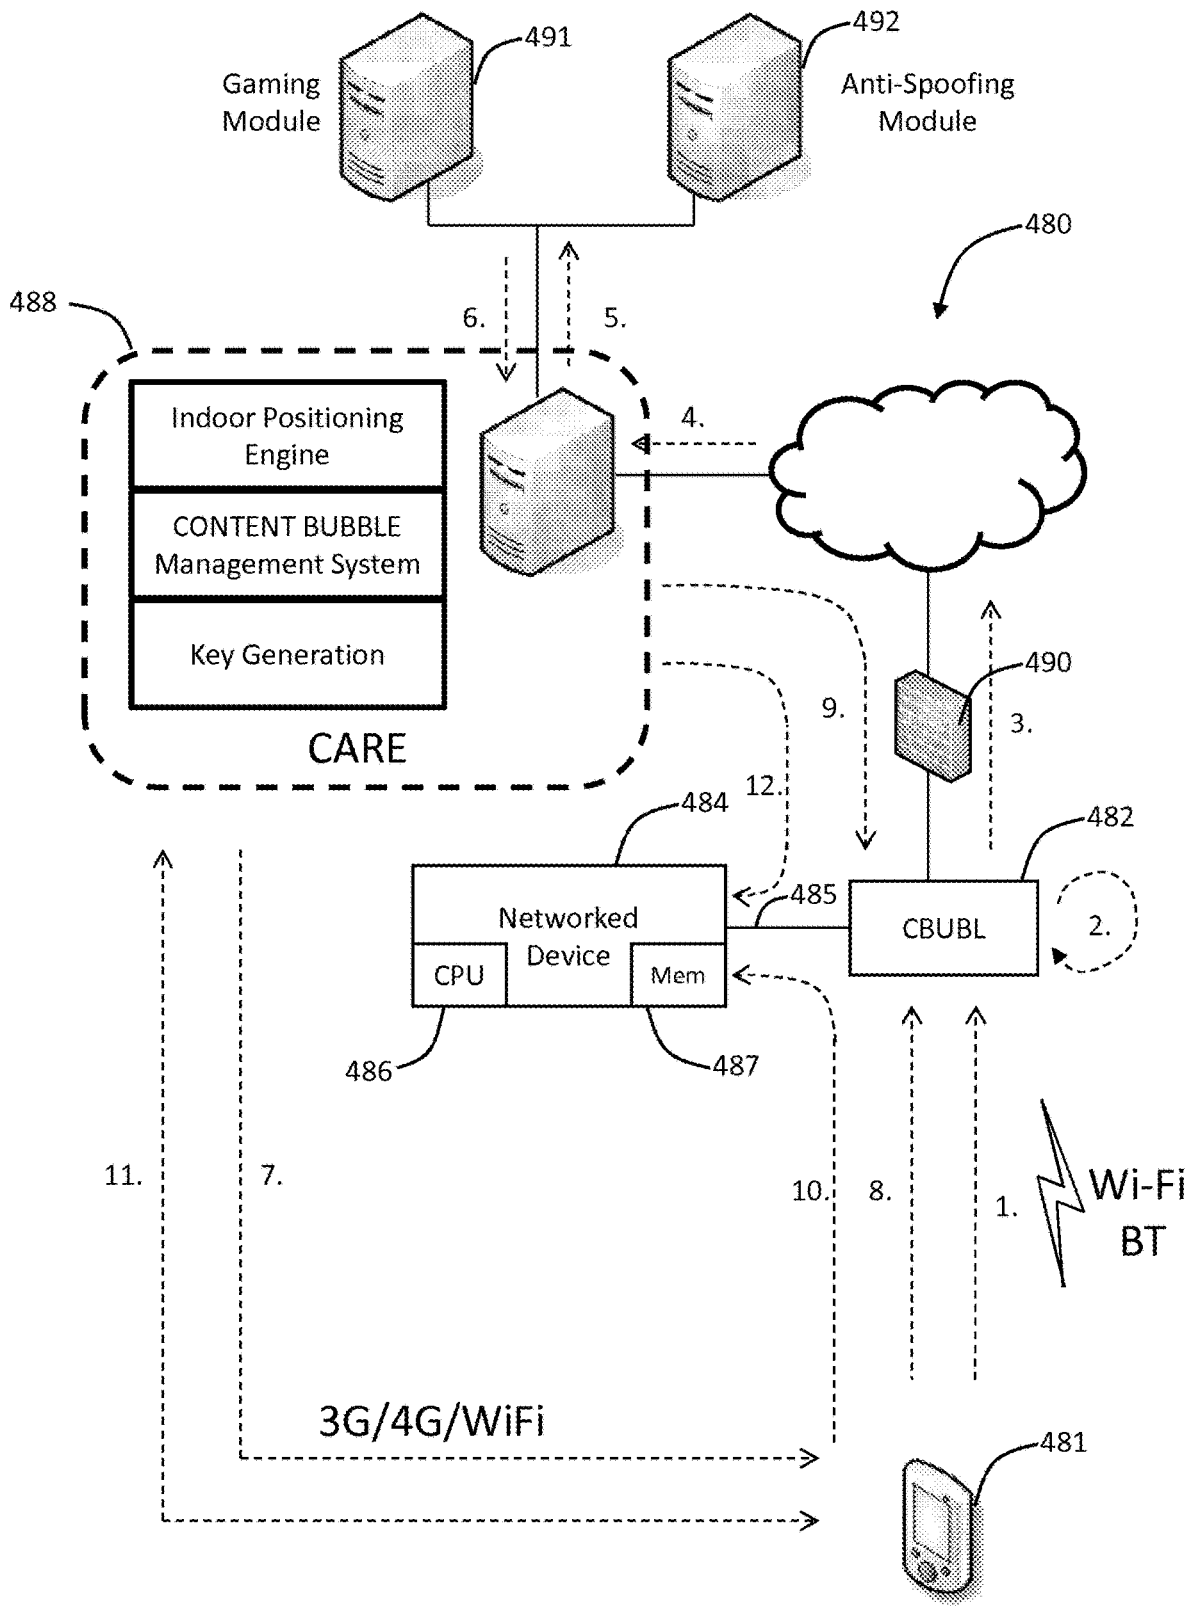 491
492
Gaming
Module
Anti-Spoofing
Module
480
488
6.
5.
4.
Indoor Positioning
Engine
CONTENT BUBBLE
Management System
Key Generation
CARE
490
9.
3.
12.
484
482
485
Networked
Device
CPU
Mem
CBUBL
2.
486
487
11.
7.
10.
8.
1.
Wi-Fi
BT
3G/4G/WiFi
481